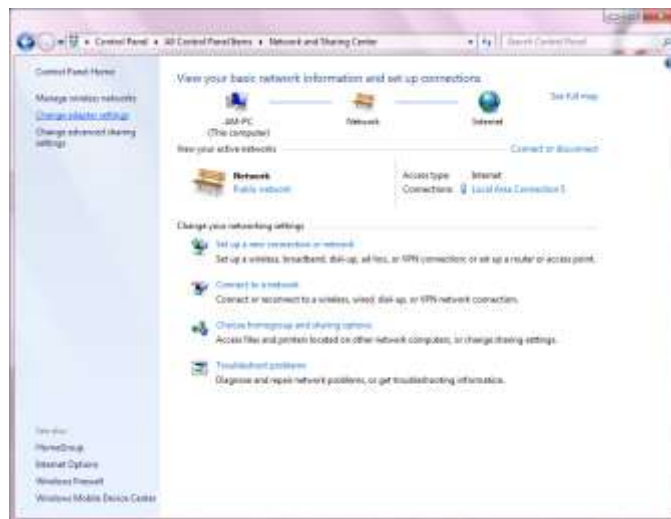 Control Panel ▸ All Control Panel Items ▸ Network and Sharing Center
Search Control Panel
Control Panel Home
Manage wireless networks
Change adapter settings
Change advanced sharing
settings
View your basic network information and set up connections
See full map
JIM-PC
(This computer)
Network
Internet
View your active networks
Connect or disconnect
Network
Public network
Access type: Internet
Connections: Local Area Connection 5
Change your networking settings
Set up a new connection or network
Set up a wireless, broadband, dial-up, ad hoc, or VPN connection; or set up a router or access point.
Connect to a network
Connect or reconnect to a wireless, wired, dial-up, or VPN network connection.
Choose homegroup and sharing options
Access files and printers located on other network computers, or change sharing settings.
Troubleshoot problems
Diagnose and repair network problems, or get troubleshooting information.
See also
HomeGroup
Internet Options
Windows Firewall
Windows Mobile Device Center